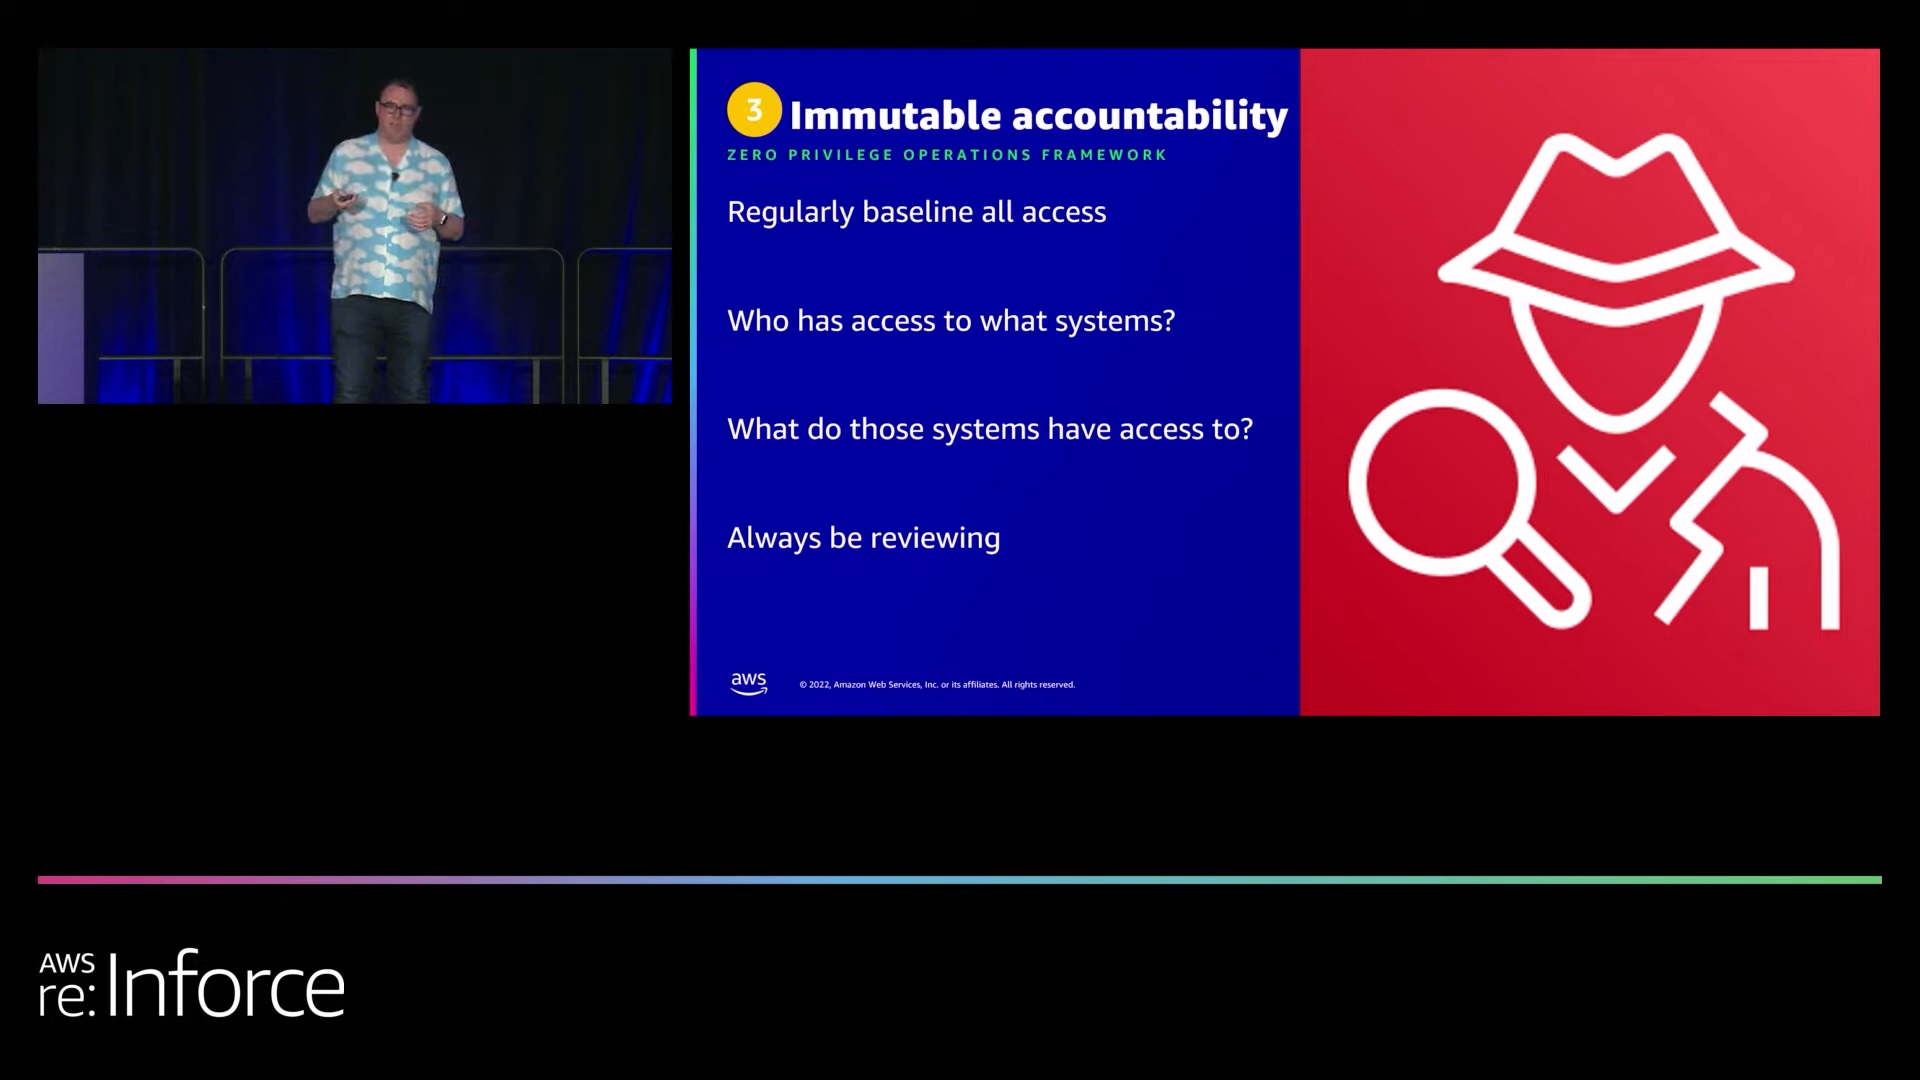 3 Immutable accountability
ZERO PRIVILEGE OPERATIONS FRAMEWORK
Regularly baseline all access
Who has access to what systems?
What do those systems have access to?
Always be reviewing
aws
© 2022, Amazon Web Services, Inc. or its affiliates. All rights reserved.
AWS
re:Inforce